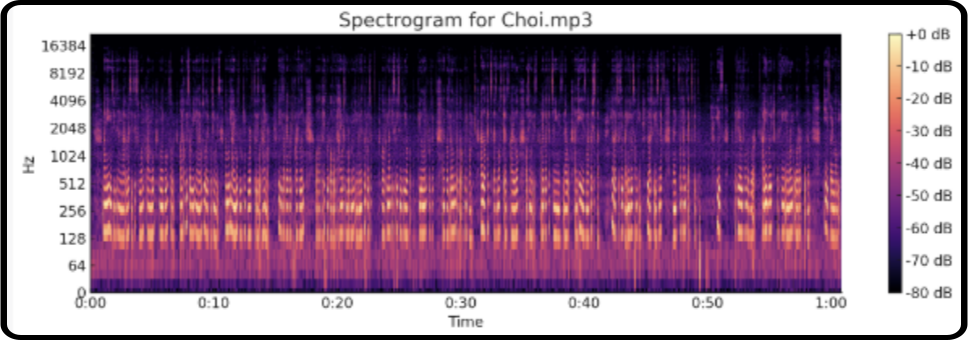 Spectrogram for Choi.mp3
16384
8192
4096
2048
1024
512
256
128
64
0
Hz
0:00 0:10 0:20 0:30 0:40 0:50 1:00
Time
+0 dB
-10 dB
-20 dB
-30 dB
-40 dB
-50 dB
-60 dB
-70 dB
-80 dB